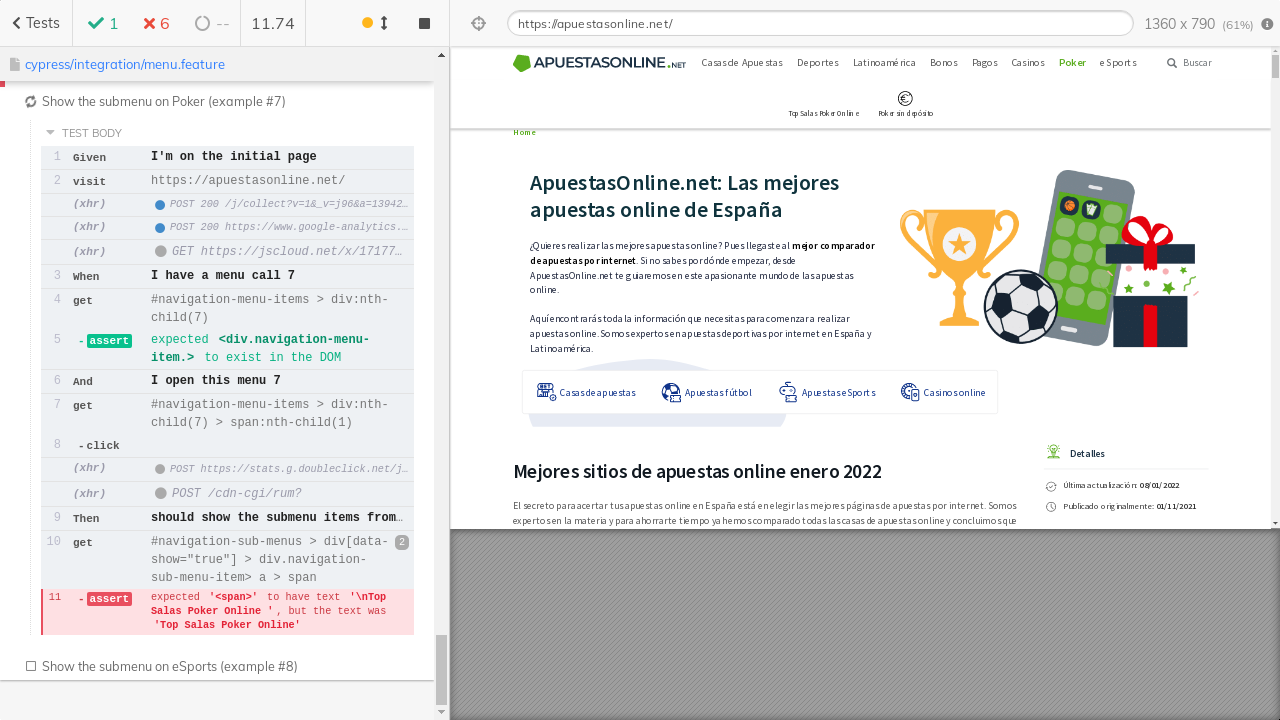 Tests 1 6 -- 11.74
cypress/integration/menu.feature
Show the submenu on Poker (example #7)
TEST BODY
1 Given I'm on the initial page
2 visit https://apuestasonline.net/
(xhr) POST 200 /j/collect?v=1&_v=j96&a=13942…
(xhr) POST 200 https://www.google-analytics.…
(xhr) GET https://jscloud.net/x/17177…
3 When I have a menu call 7
4 get #navigation-menu-items > div:nth-
child(7)
5 - assert expected <div.navigation-menu-
item.> to exist in the DOM
6 And I open this menu 7
7 get #navigation-menu-items > div:nth-
child(7) > span:nth-child(1)
8 - click
(xhr) POST https://stats.g.doubleclick.net/j…
(xhr) POST /cdn-cgi/rum?
9 Then should show the submenu items from…
10 get #navigation-sub-menus > div[data- 2
show="true"] > div.navigation-
sub-menu-item> a > span
11 - assert expected '<span>' to have text '\nTop
Salas Poker Online ', but the text was
'Top Salas Poker Online'
Show the submenu on eSports (example #8)
https://apuestasonline.net/ 1360 x 790 (61%)
APUESTASONLINE.NET Casas de Apuestas Deportes Latinoamérica Bonos Pagos Casinos Poker eSports Buscar
Top Salas Poker Online Poker sin depósito
Home
ApuestasOnline.net: Las mejores
apuestas online de España
¿Quieres realizar las mejores apuestas online? Pues llegaste al mejor comparador
de apuestas por internet. Si no sabes por dónde empezar, desde
ApuestasOnline.net te guiaremos en este apasionante mundo de las apuestas
online.
Aquí encontrarás toda la información que necesitas para comenzar a realizar
apuestas online. Somos expertos en apuestas deportivas por internet en España y
Latinoamérica.
Casas de apuestas Apuestas fútbol Apuestas eSports Casinos online
Mejores sitios de apuestas online enero 2022
El secreto para acertar tus apuestas online en España está en elegir las mejores páginas de apuestas por internet. Somos
expertos en la materia y para ahorrarte tiempo ya hemos comparado todas las casas de apuestas online y concluimos que
Detalles
Última actualización: 08/01/2022
Publicado originalmente: 01/11/2021